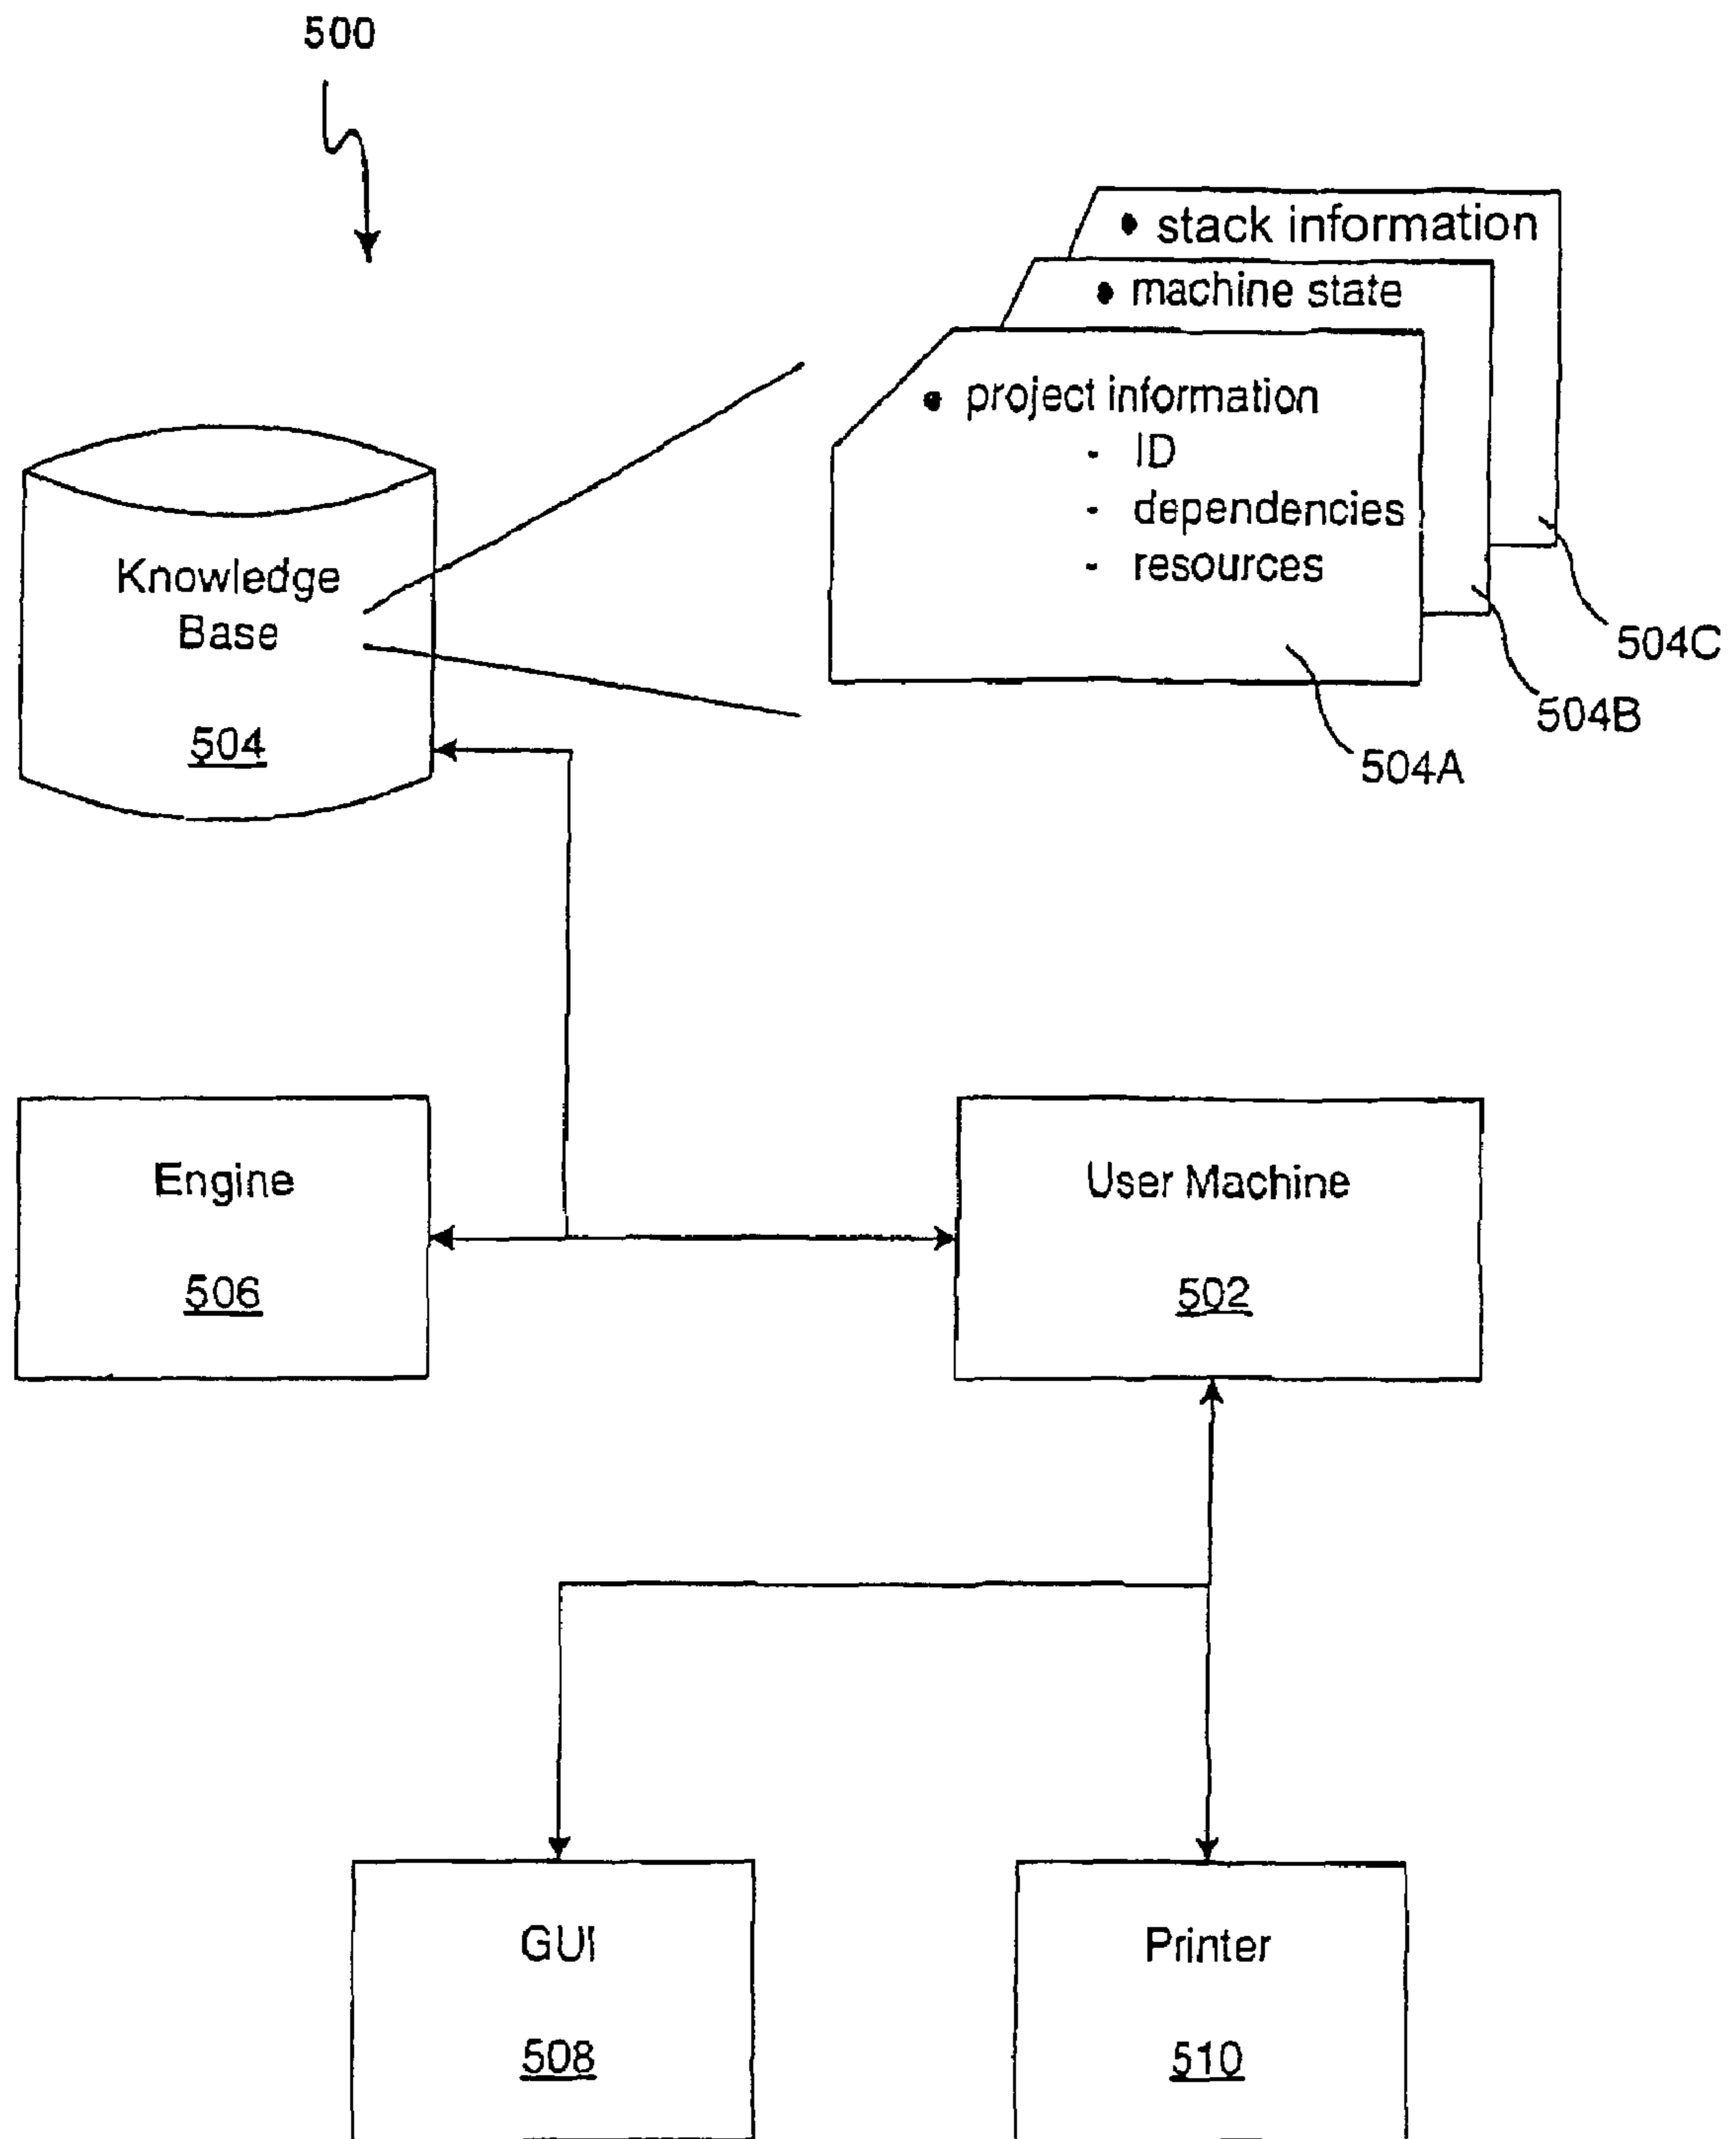 500
• stack information
• machine state
• project information
- ID
- dependencies
- resources
504C
504B
504A
Knowledge
Base
504
Engine
506
User Machine
502
GUI
508
Printer
510